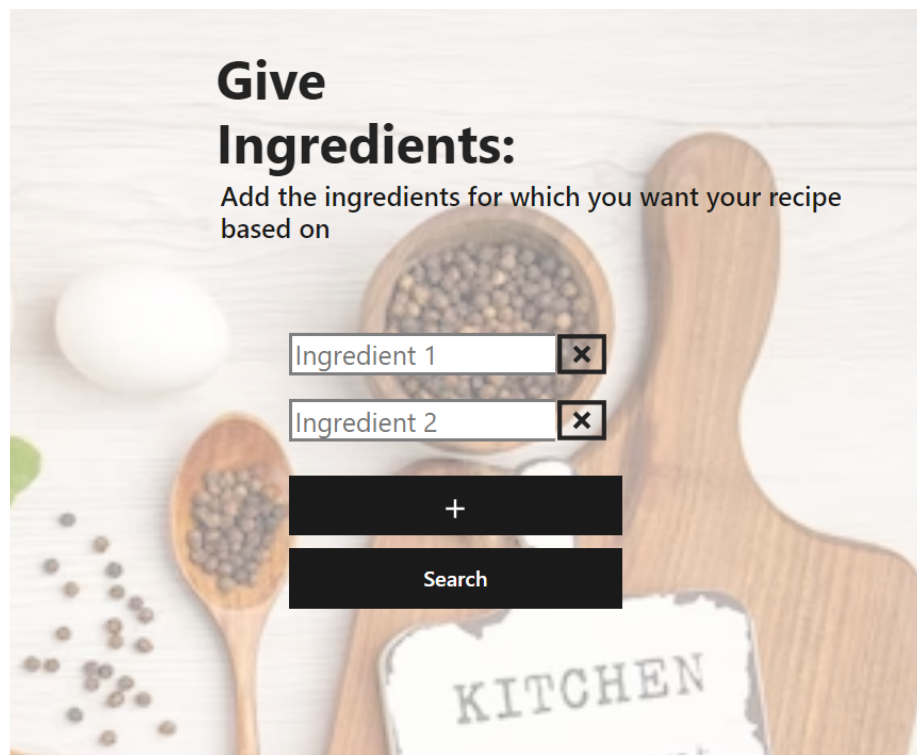 Give
Ingredients:
Add the ingredients for which you want your recipe
based on
Ingredient 1
×
Ingredient 2
×
+
Search
KITCHEN